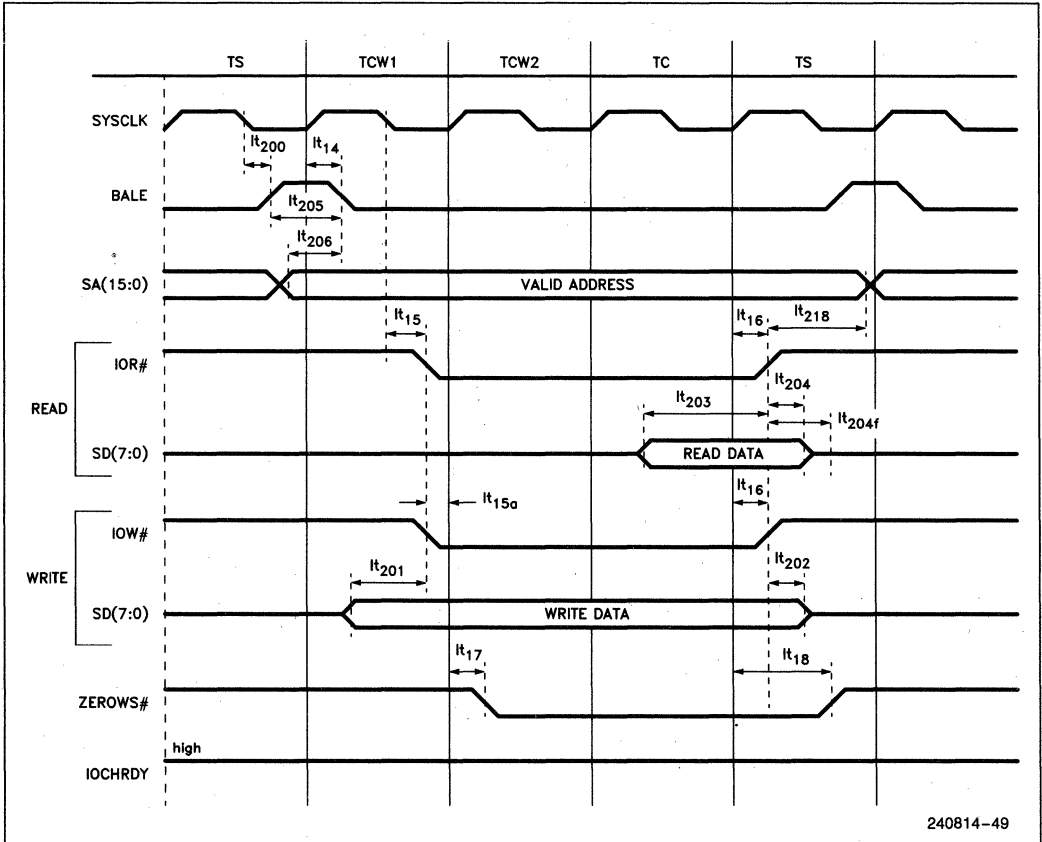 TS TCW1 TCW2 TC TS
SYSCLK
It200 It14
BALE
It205
It206
SA(15:0) VALID ADDRESS
It15 It16 It218
IOR#
It204
READ It203
It204f
SD(7:0) READ DATA
It16
It15a
IOW#
It202
WRITE It201
SD(7:0) WRITE DATA
It17 It18
ZEROWS#
high
IOCHRDY
240814-49